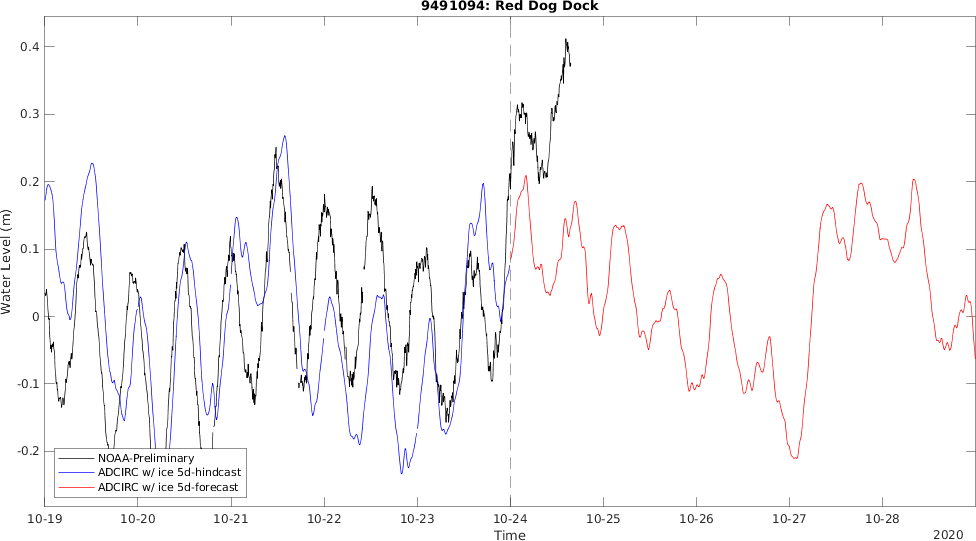 9491094: Red Dog Dock
Water Level (m)
0.4
0.3
0.2
0.1
0
-0.1
-0.2
NOAA-Preliminary
ADCIRC w/ ice 5d-hindcast
ADCIRC w/ ice 5d-forecast
10-19 10-20 10-21 10-22 10-23 10-24 10-25 10-26 10-27 10-28
Time
2020